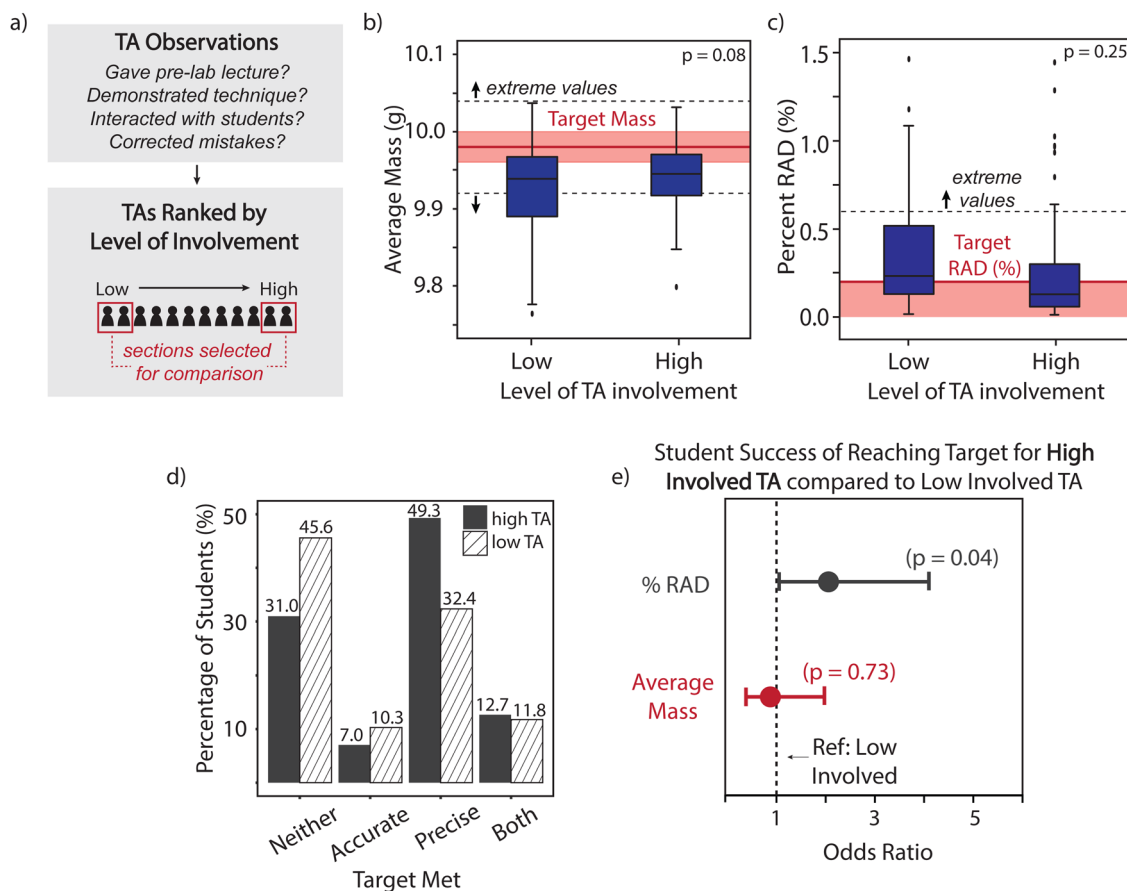 a)
TA Observations
Gave pre-lab lecture?
Demonstrated technique?
Interacted with students?
Corrected mistakes?
TAs Ranked by
Level of Involvement
Low
High
sections selected
for comparison
b)
10.1
10.0
9.9
9.8
Average Mass (g)
p = 0.08
extreme values
Target Mass
Low
High
Level of TA involvement
c)
1.5
1.0
0.5
0.0
Percent RAD (%)
p = 0.25
extreme
values
Target
RAD (%)
Low
High
Level of TA involvement
d)
50
30
10
Percentage of Students (%)
high TA
low TA
31.0
45.6
7.0
10.3
49.3
32.4
12.7
11.8
Neither
Accurate
Precise
Both
Target Met
Student Success of Reaching Target for High
e)
Involved TA compared to Low Involved TA
% RAD
(p = 0.04)
Average
Mass
(p = 0.73)
Ref: Low
Involved
1
3
5
Odds Ratio